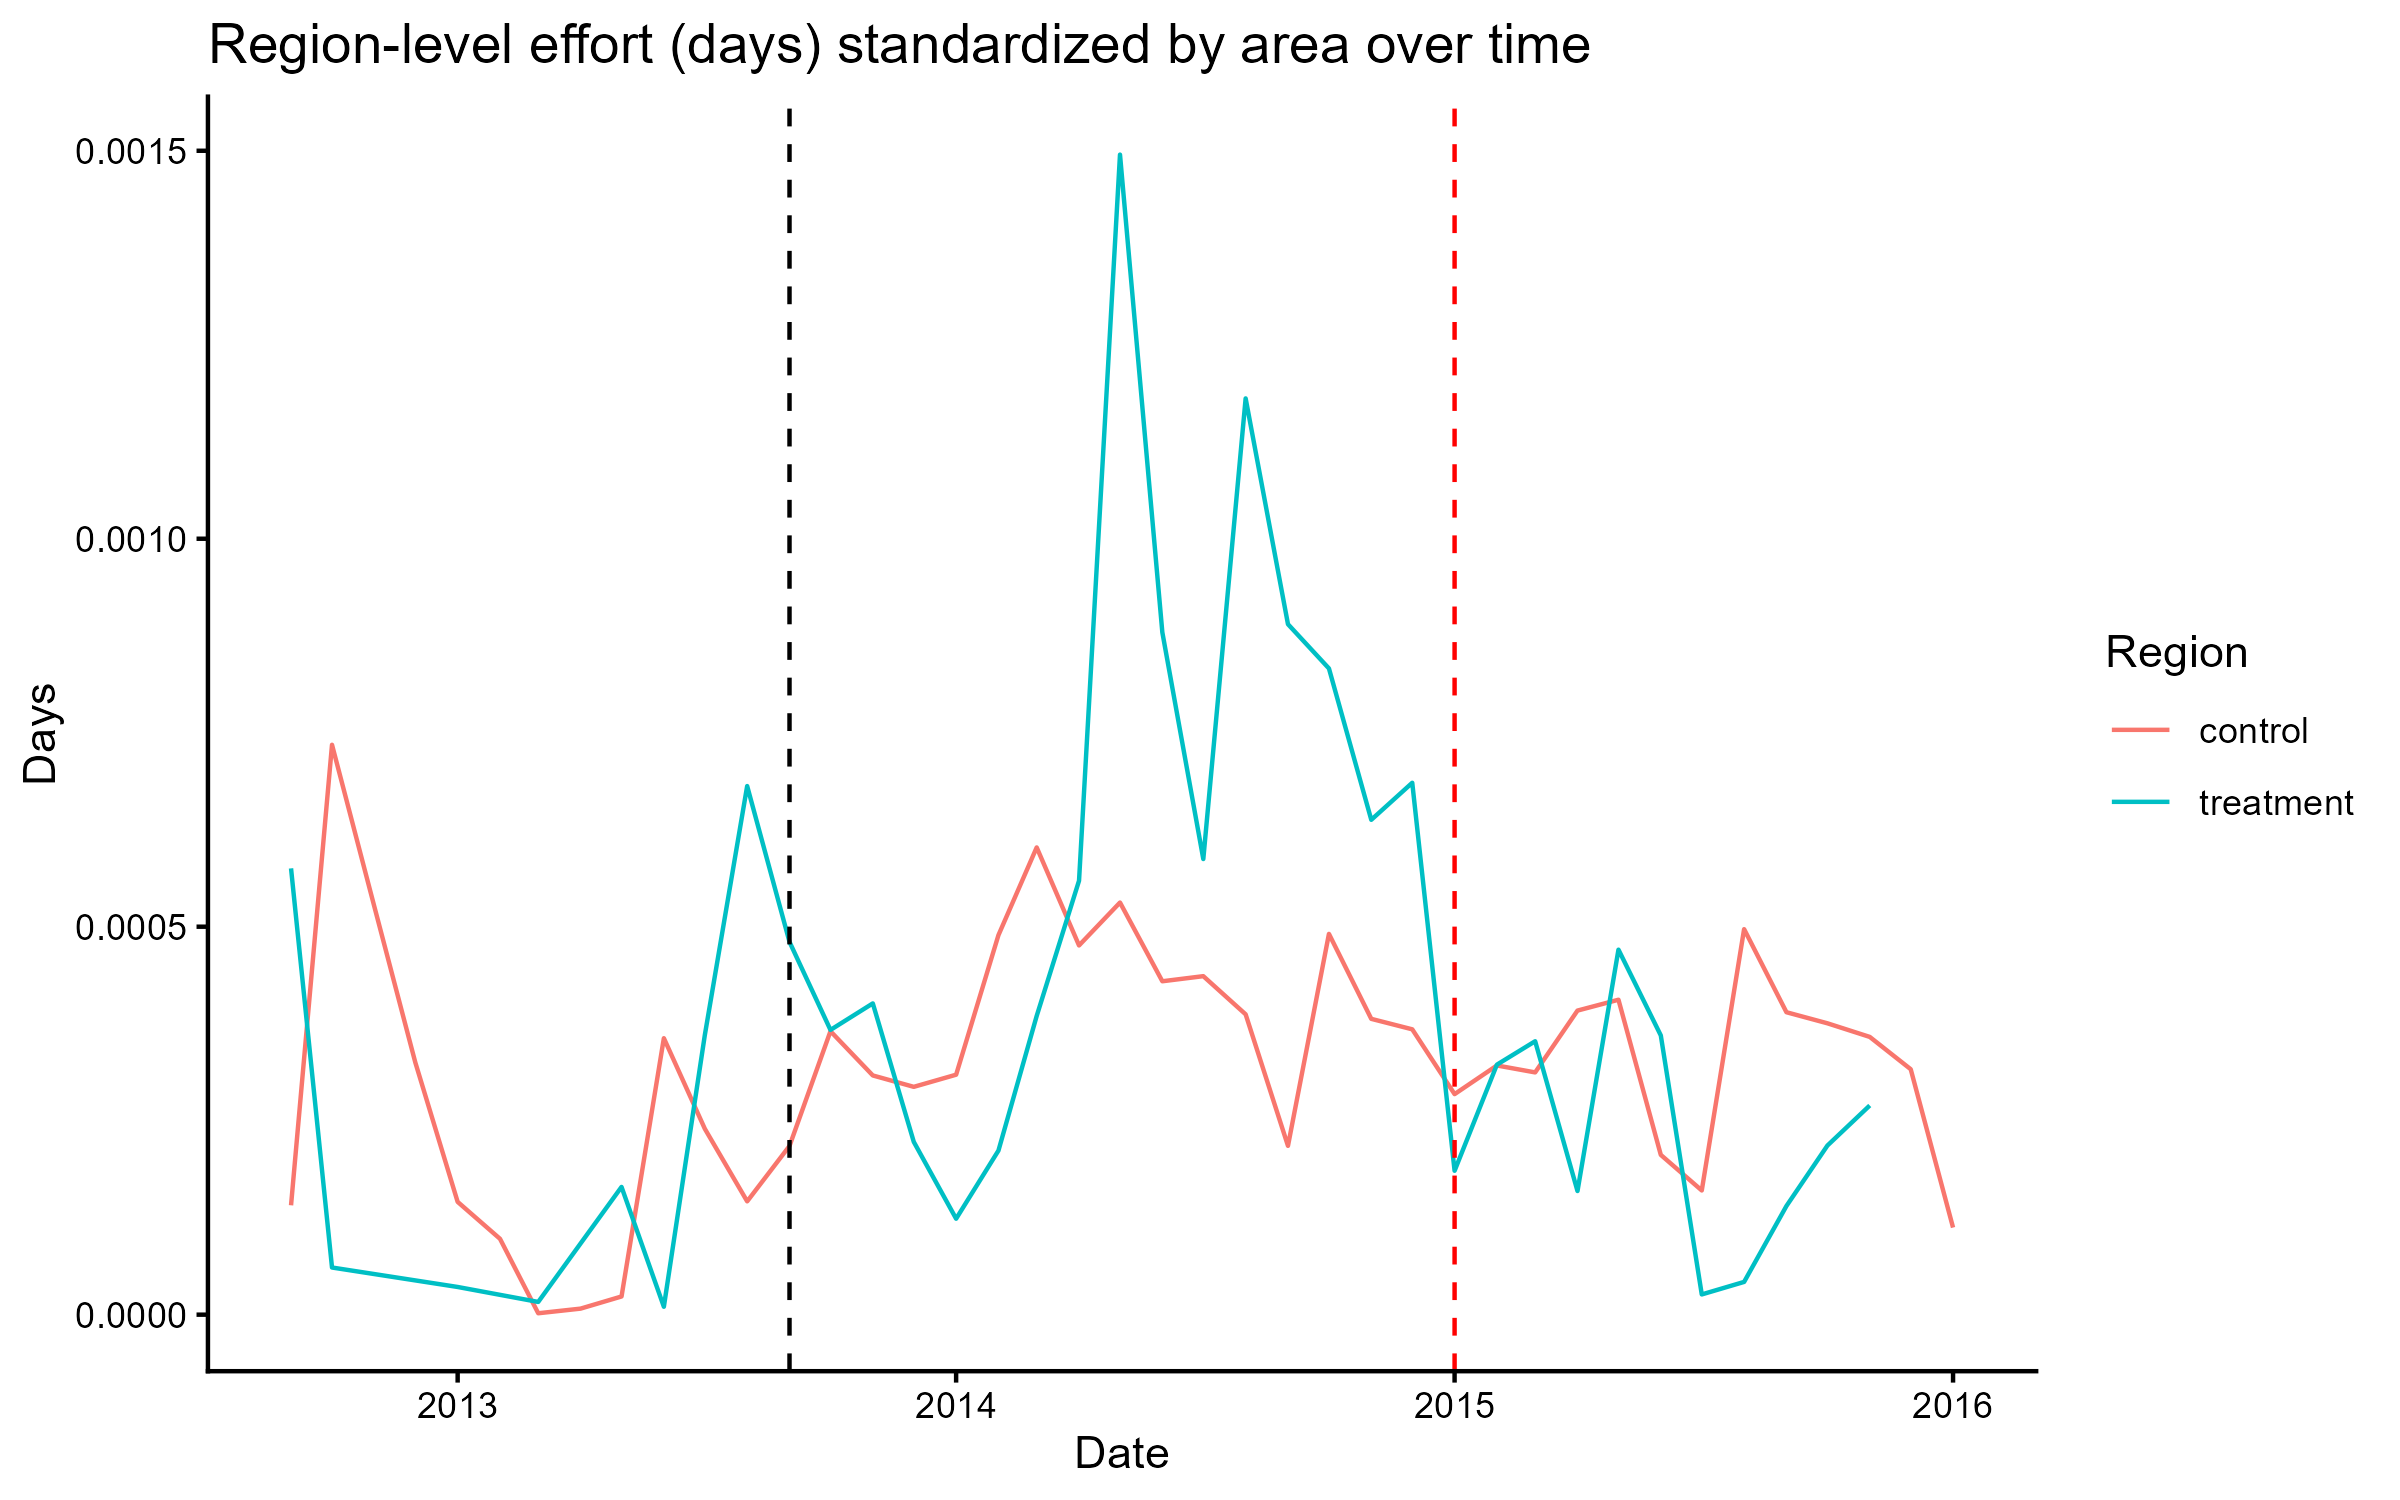 Region-level effort (days) standardized by area over time
0.0015
0.0010
0.0005
0.0000
Days
2013 2014 2015 2016
Date
Region
control
treatment